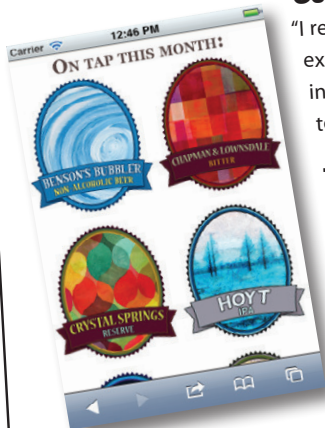 Carrier 12:46 PM
ON TAP THIS MONTH:
BENSON'S BUBBLER
NON-ALCOHOLIC BEER
CHAPMAN & LOWNSDALE
BITTER
CRYSTAL SPRINGS
RESERVE
HOYT
IPA
"I re
ex
in
t